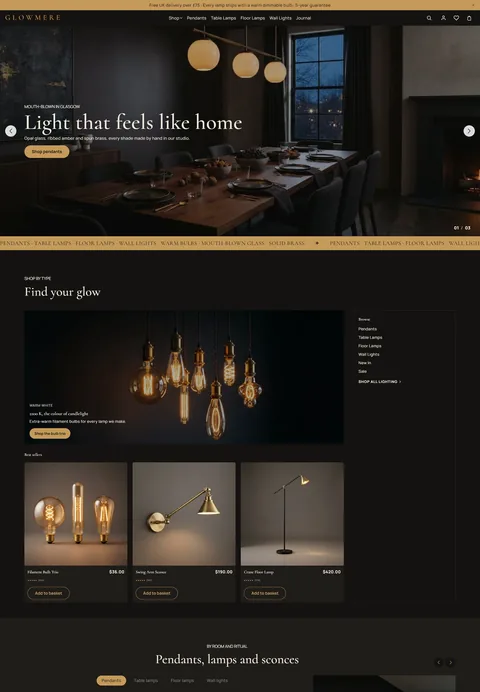 Free UK delivery over £75 · Every lamp ships with a warm dimmable bulb · 5-year guarantee
GLOWMERE
Shop Pendants Table Lamps Floor Lamps Wall Lights Journal
MOUTH-BLOWN IN GLASGOW
Light that feels like home
Opal glass, ribbed amber and spun brass, every shade made by hand in our studio.
Shop pendants
01 / 03
PENDANTS · TABLE LAMPS · FLOOR LAMPS · WALL LIGHTS · WARM BULBS · MOUTH-BLOWN GLASS · SOLID BRASS PENDANTS · TABLE LAMPS · FLOOR LAMPS · WALL LIGH
SHOP BY TYPE
Find your glow
Browse
Pendants
Table Lamps
Floor Lamps
Wall Lights
New In
Sale
SHOP ALL LIGHTING
WARM WHITE
2200 K, the colour of candlelight
Extra-warm filament bulbs for every lamp we make.
Shop the bulb trio
Best sellers
Filament Bulb Trio $36.00
Add to basket
Swing Arm Sconce $190.00
Add to basket
Crane Floor Lamp $420.00
Add to basket
BY ROOM AND RITUAL
Pendants, lamps and sconces
Pendants Table lamps Floor lamps Wall lights